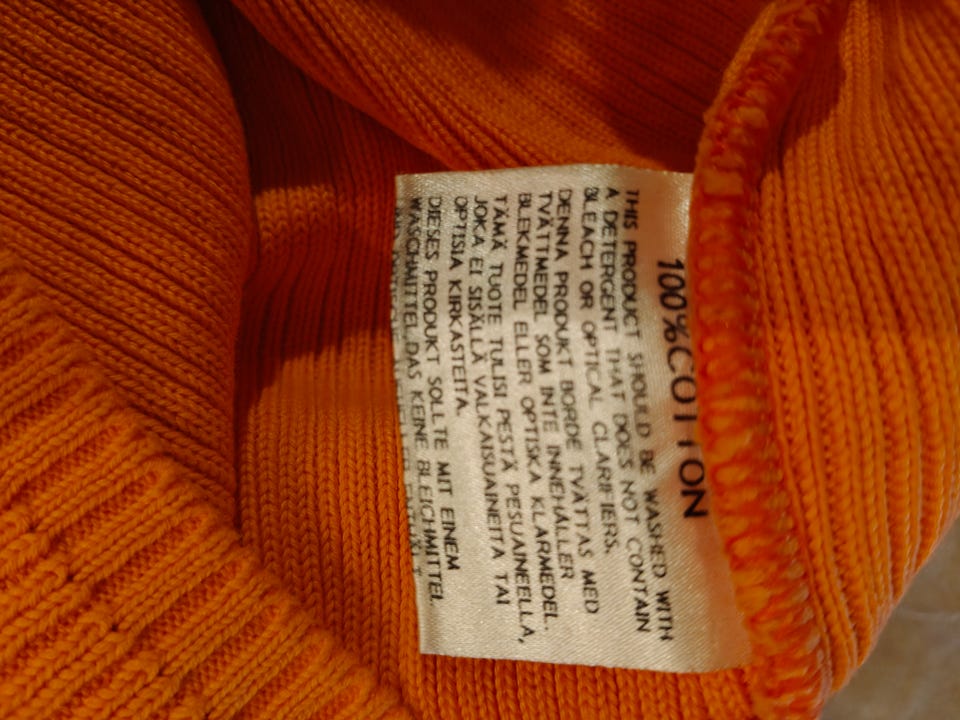 100%COTTON
THIS PRODUCT SHOULD BE WASHED WITH
A DETERGENT THAT DOES NOT CONTAIN
BLEACH OR OPTICAL CLARIFIERS.
DENNA PRODUKT BORDE TVÄTTAS MED
TVÄTTMEDEL SOM INTE INNEHÅLLER
BLEKMEDEL ELLER OPTISKA KLARMEDEL.
TÄMÄ TUOTE TULISI PESTÄ PESUAINEELLA,
JOKA EI SISÄLLÄ VALKAISUAINEITA TAI
OPTISIA KIRKASTEITA.
DIESES PRODUKT SOLLTE MIT EINEM
WASCHMITTEL,DAS KEINE BLEICHMITTEL